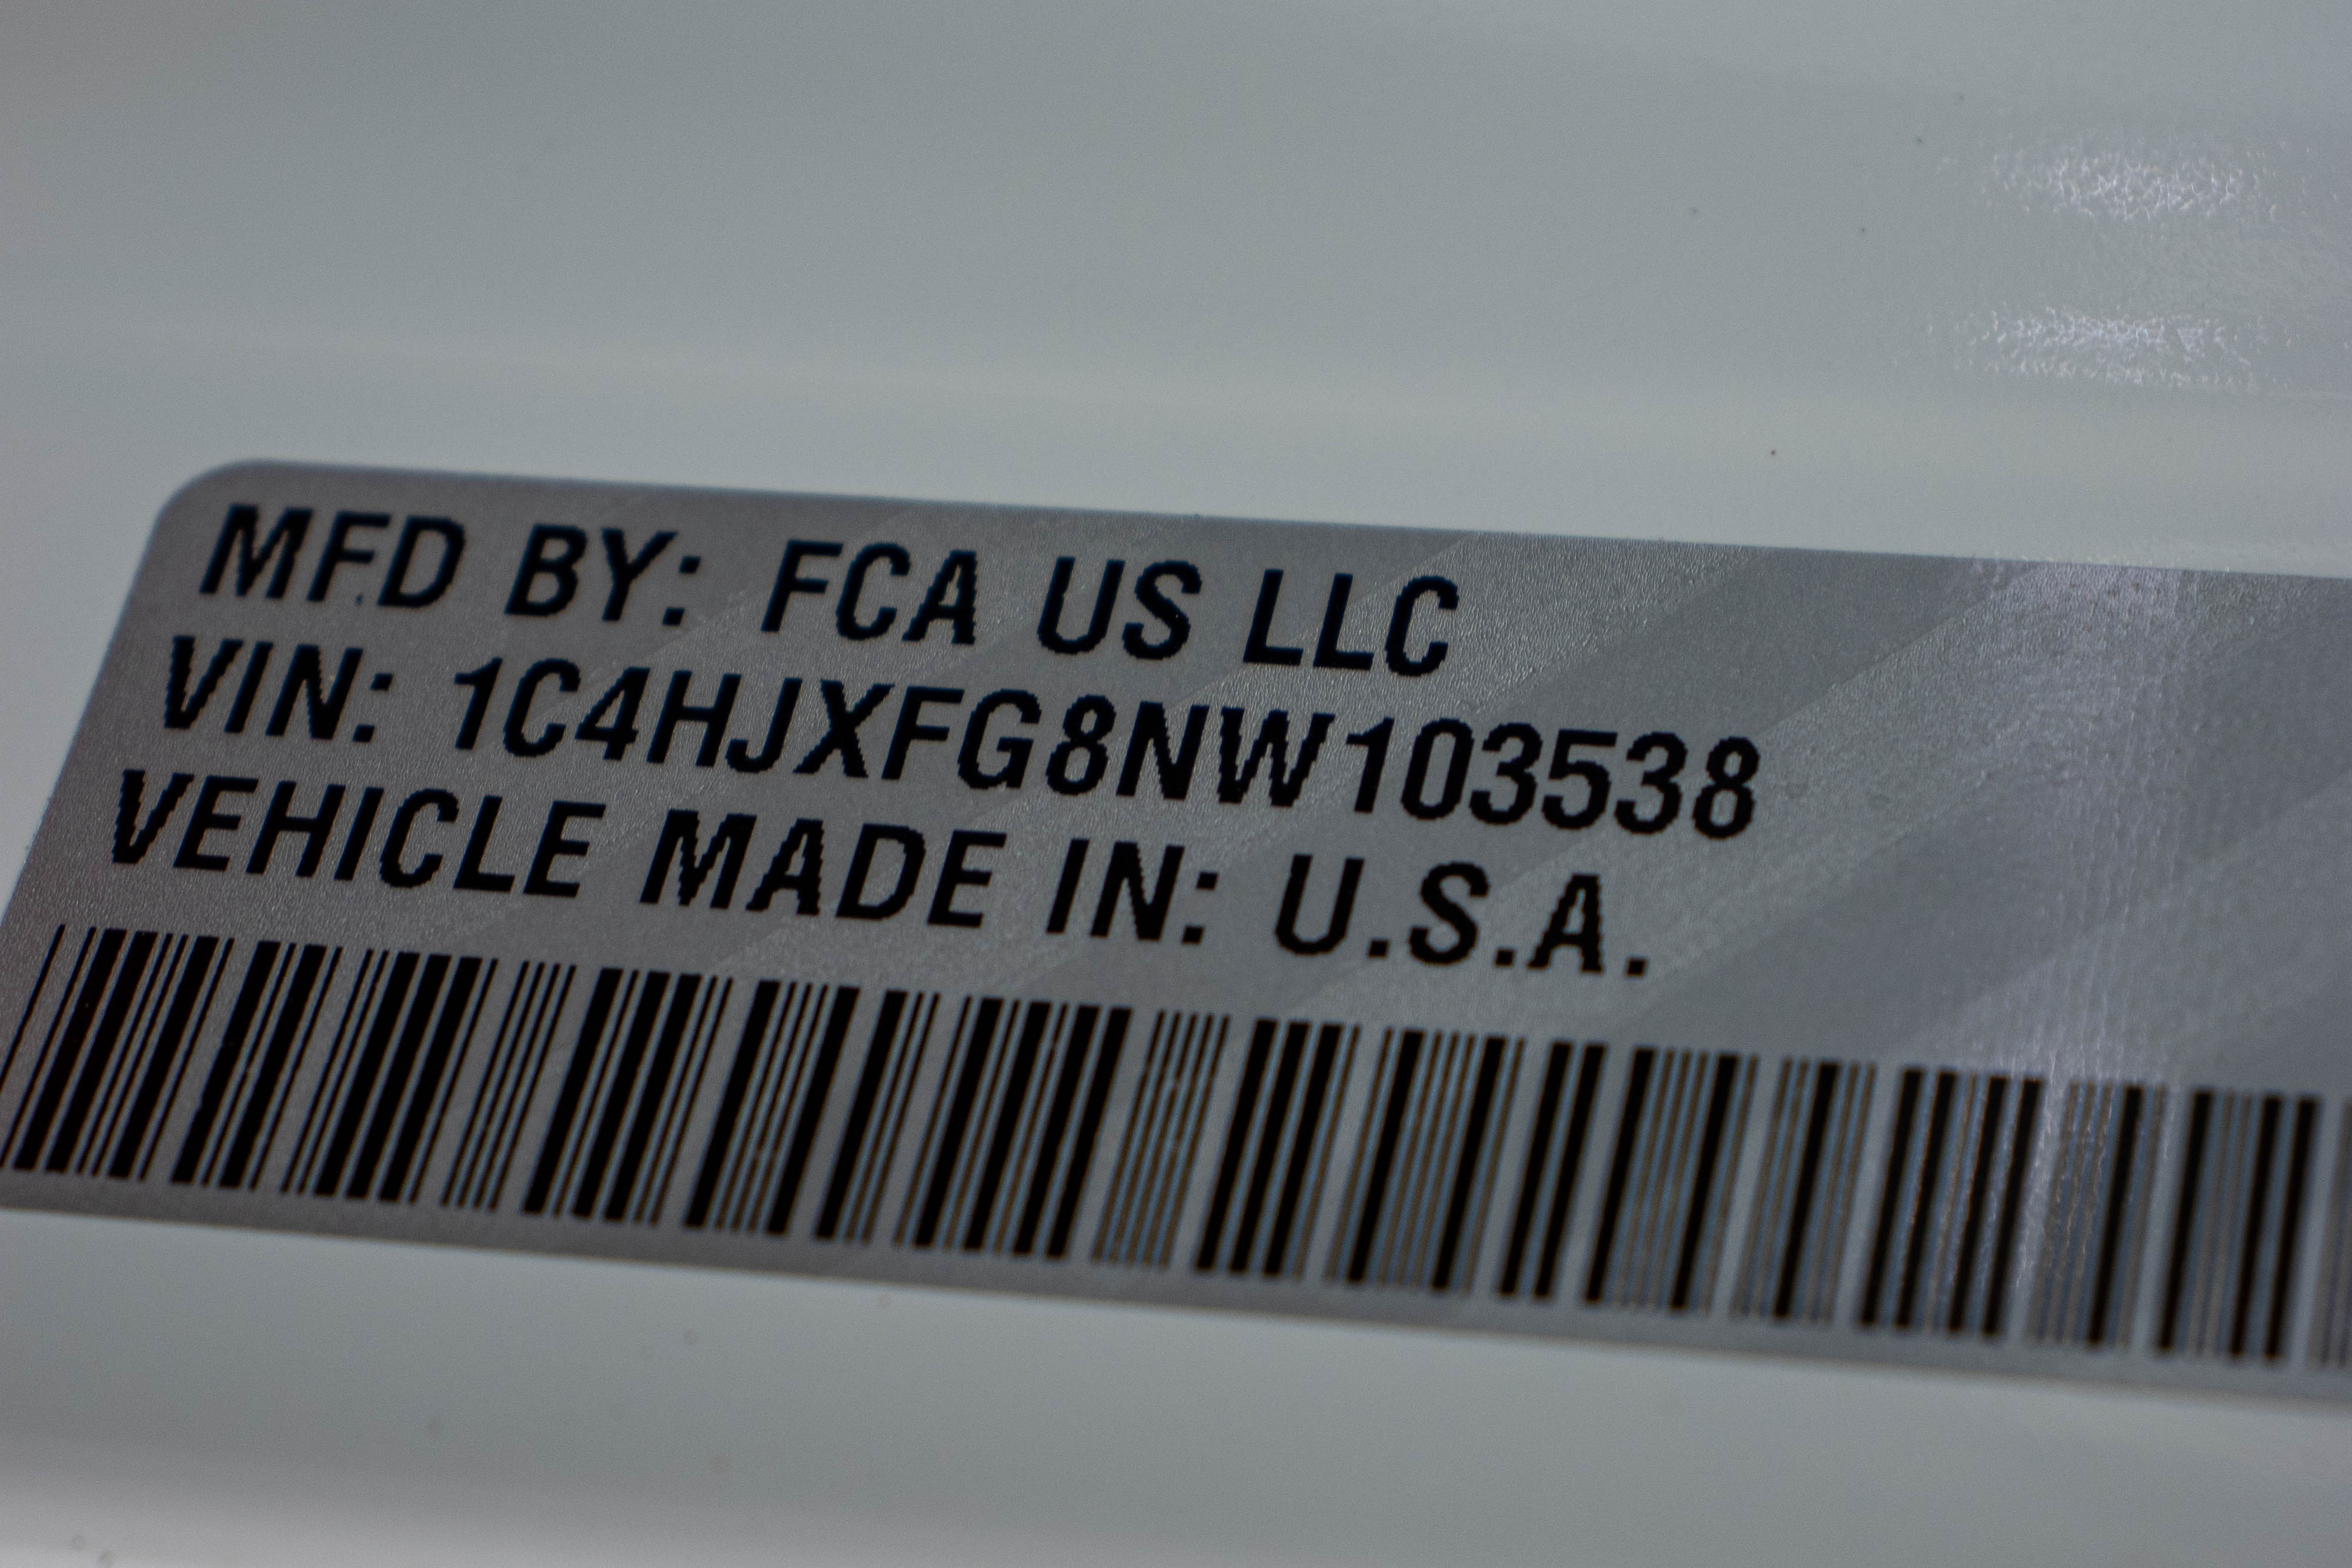 MFD BY: FCA US LLC
VIN: 1C4HJXFG8NW103538
VEHICLE MADE IN: U.S.A.